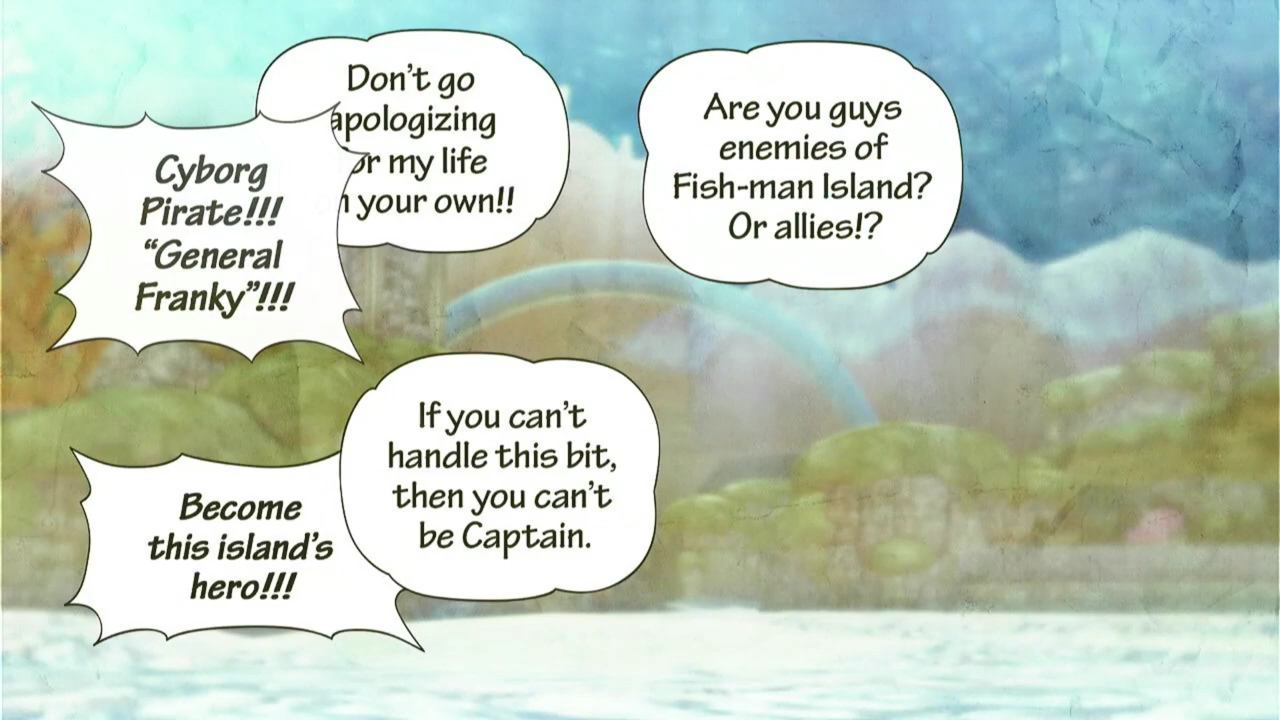 Don't go
apologizing
my life
your own!!
Are you guys
enemies of
Fish-man Island?
Or allies!?
Cyborg
Pirate!!!
"General
Franky"!!!
If you can't
handle this bit,
then you can't
be Captain.
Become
this island's
hero!!!